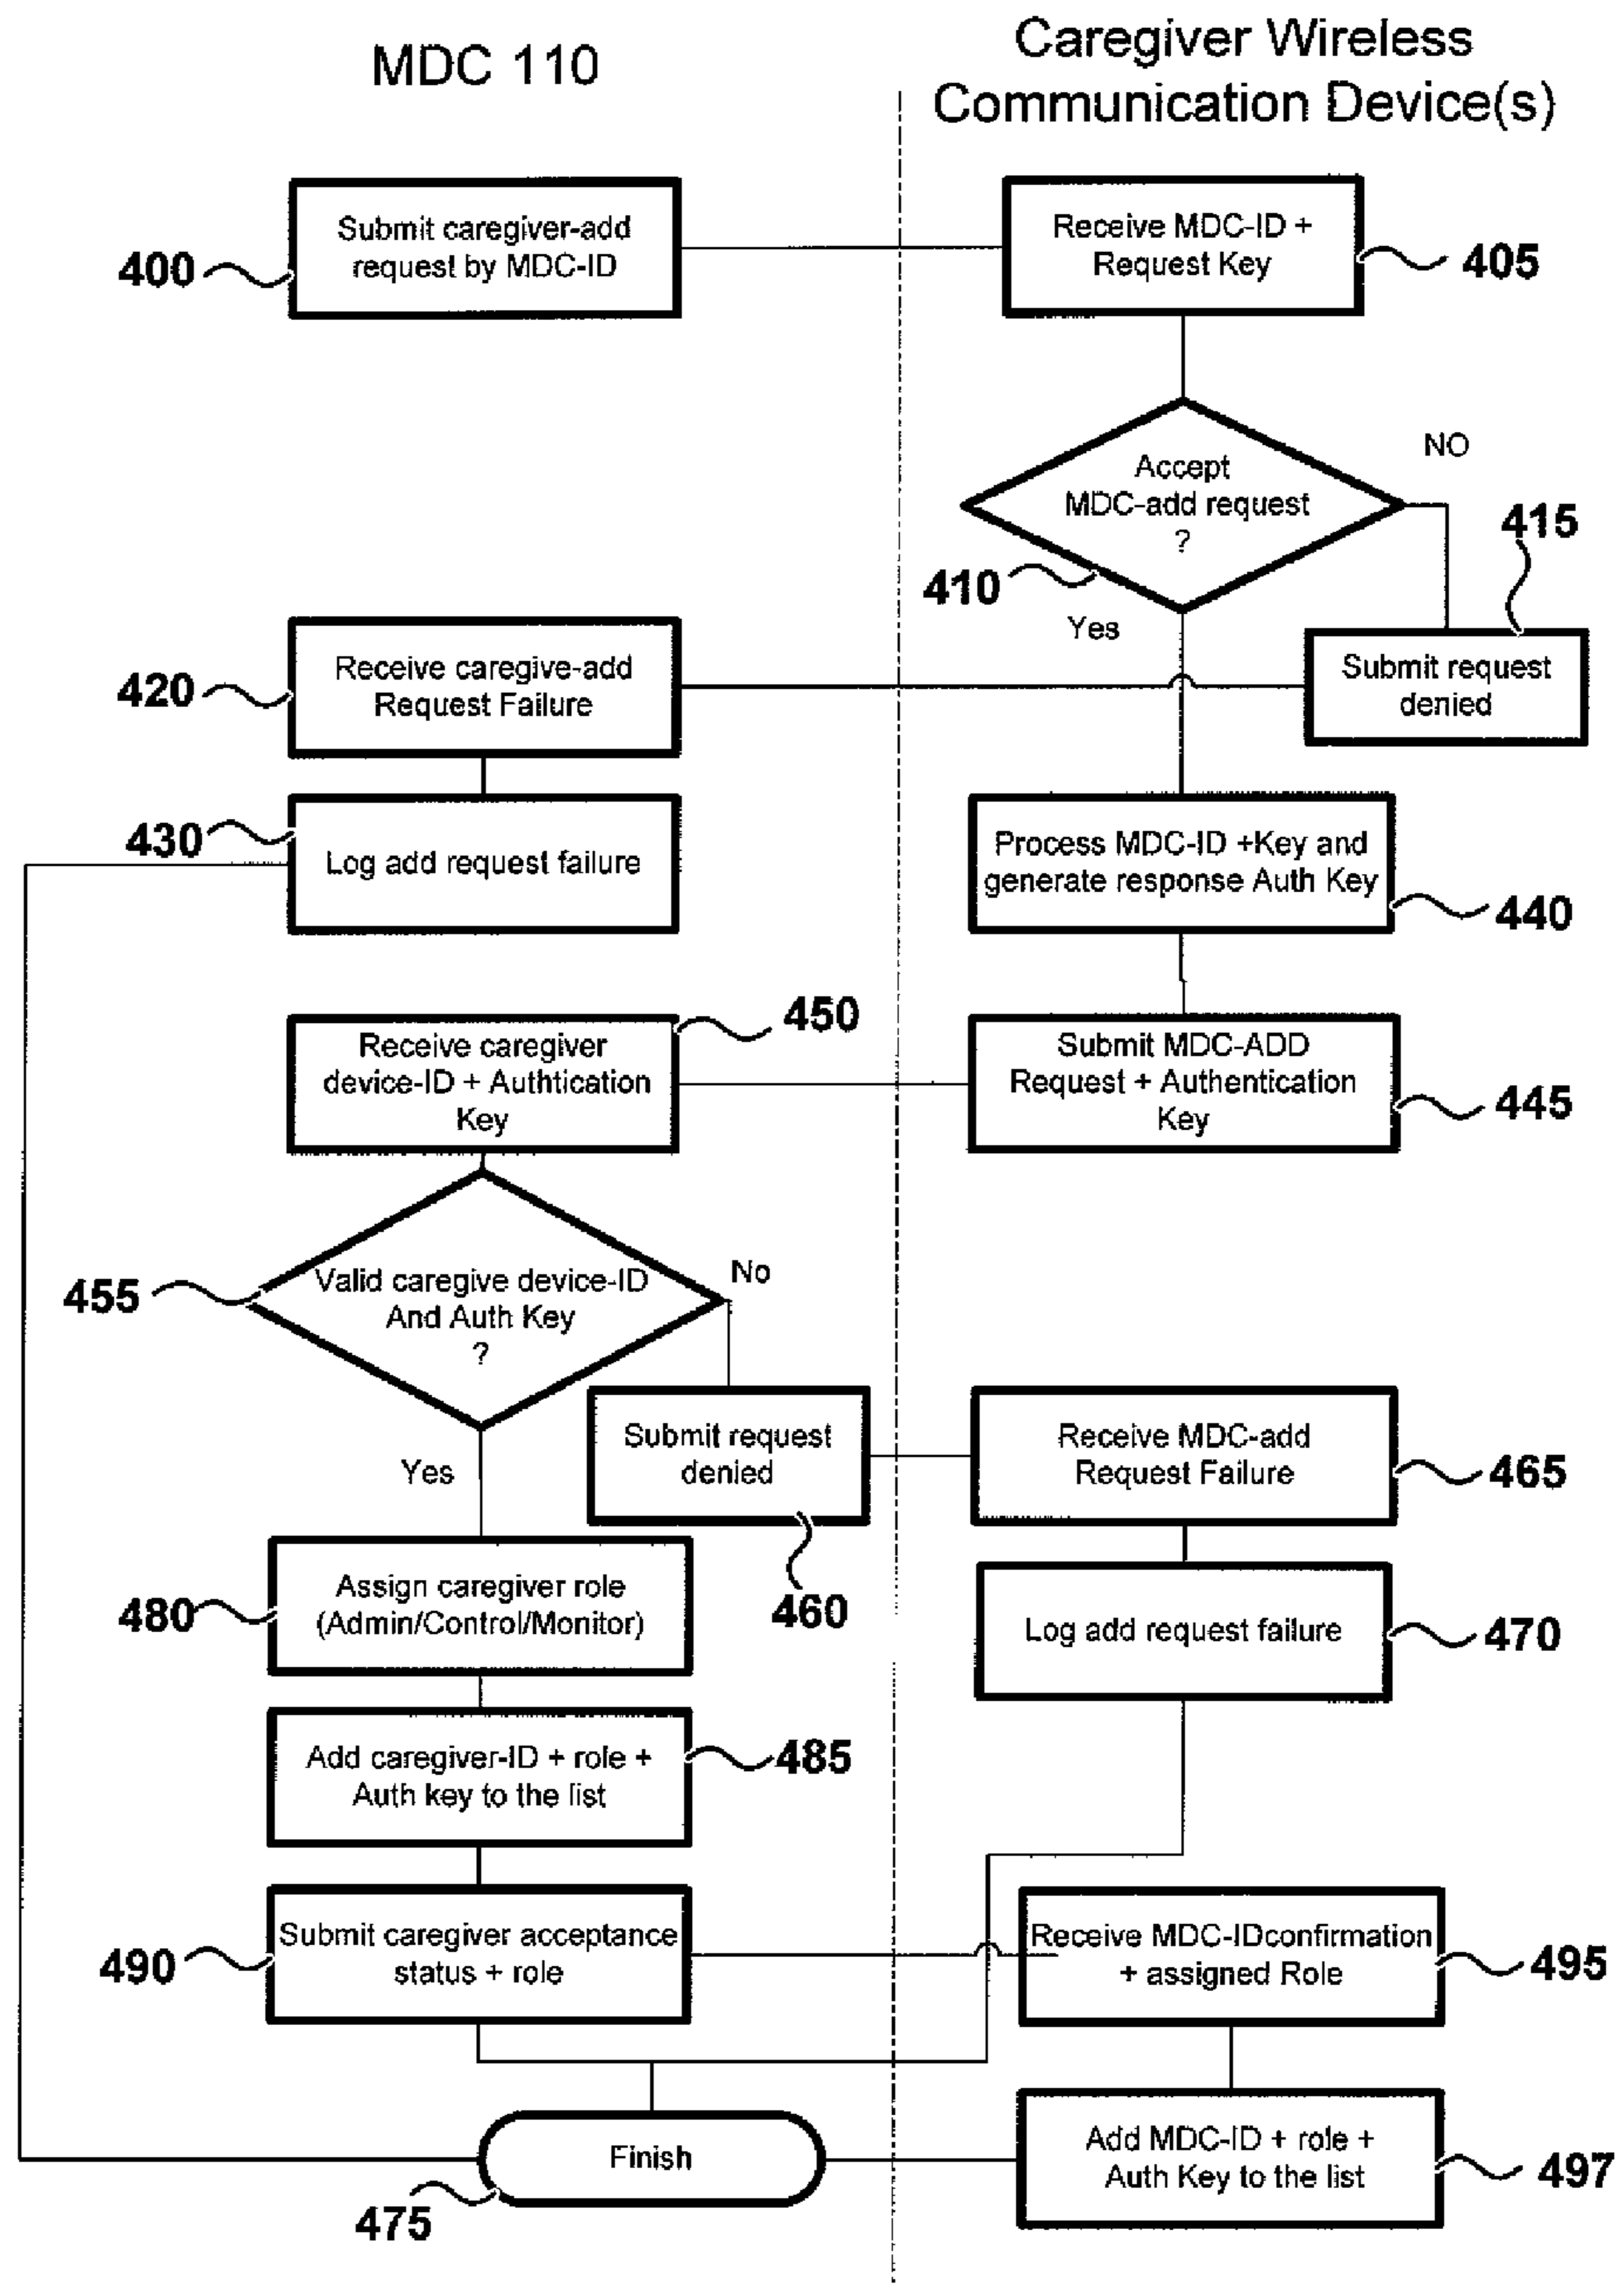 MDC 110
Caregiver Wireless
Communication Device(s)
Submit caregiver-add
request by MDC-ID
400
Receive MDC-ID +
Request Key
405
Accept
MDC-add request
?
410
NO
Yes
415
Submit request
denied
Receive caregive-add
Request Failure
420
430
Log add request failure
Process MDC-ID +Key and
generate response Auth Key
440
450
Receive caregiver
device-ID + Authtication
Key
Submit MDC-ADD
Request + Authentication
Key
445
455
Valid caregive device-ID
And Auth Key
?
No
Yes
Submit request
denied
460
Receive MDC-add
Request Failure
465
480
Assign caregiver role
(Admin/Control/Monitor)
Log add request failure
470
Add caregiver-ID + role +
Auth key to the list
485
490
Submit caregiver acceptance
status + role
Receive MDC-IDconfirmation
+ assigned Role
495
Finish
475
Add MDC-ID + role +
Auth Key to the list
497